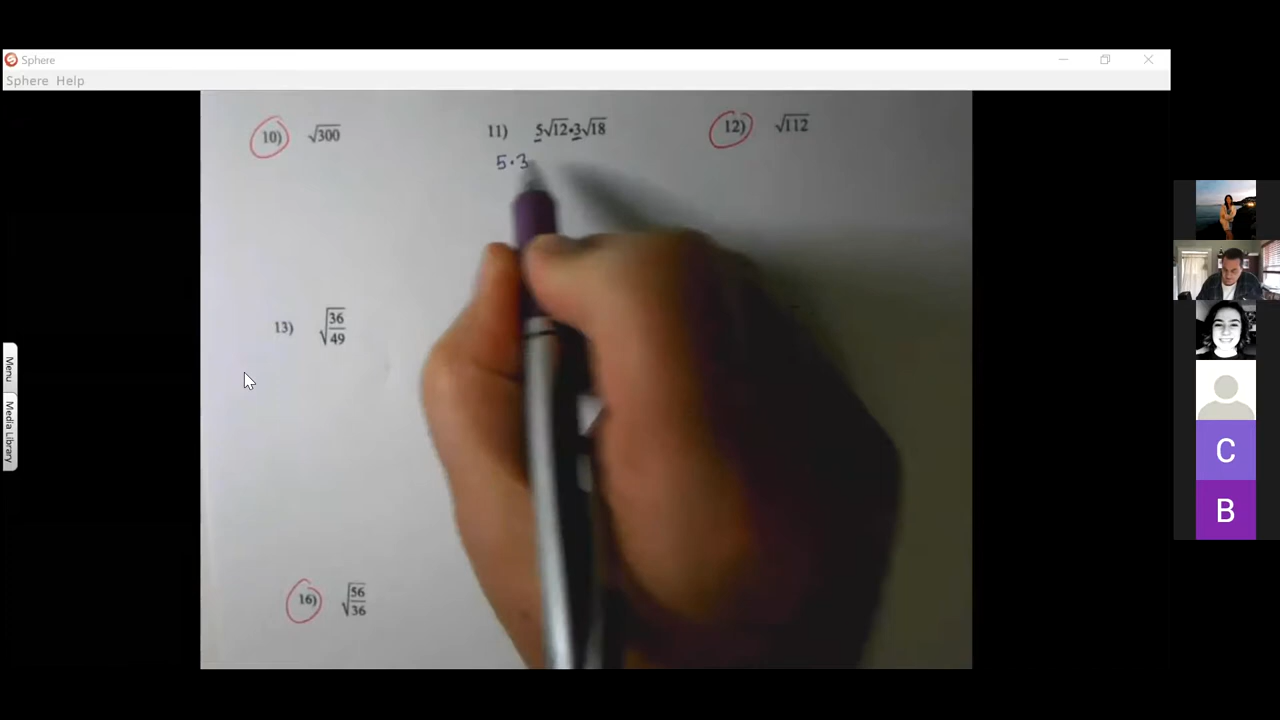 Sphere
Sphere Help
10) √300
11) 5√12•3√18
12) √112
5·3
13) √(36/49)
16) √(56/36)
Menu
Media Library
C
B